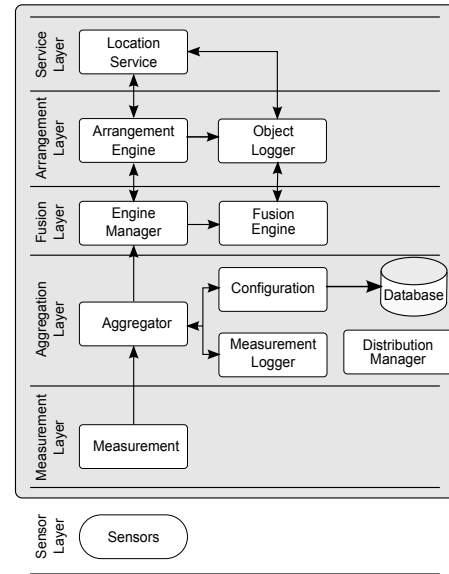 Service
Layer
Location
Service
Arrangement
Layer
Arrangement
Engine
Object
Logger
Fusion
Layer
Engine
Manager
Fusion
Engine
Aggregation
Layer
Aggregator
Configuration
Database
Measurement
Logger
Distribution
Manager
Measurement
Layer
Measurement
Sensor
Layer
Sensors